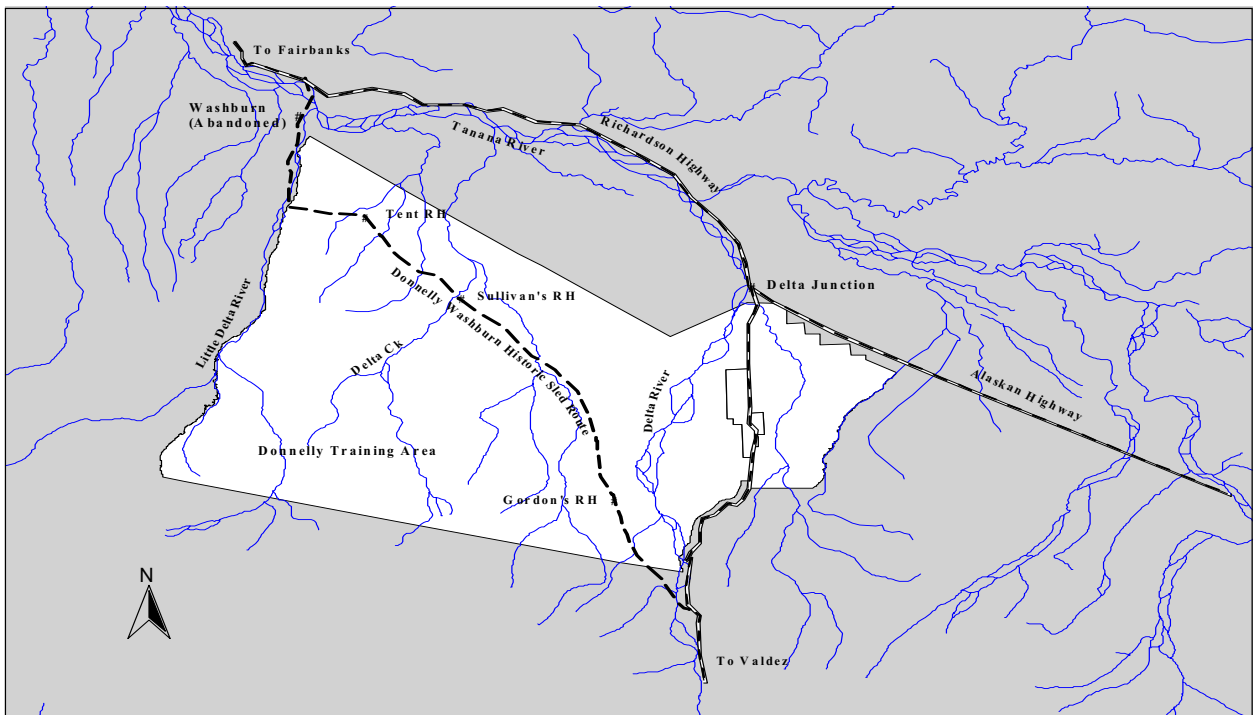 To Fairbanks
Washburn
(Abandoned)
Richardson Highway
Tanana River
Tent RH
Little Delta River
Donnelly Washburn Historic Sled Route
Sullivan's RH
Delta Junction
Delta Ck
Delta River
Alaskan Highway
Donnelly Training Area
Gordon's RH
N
To Valdez